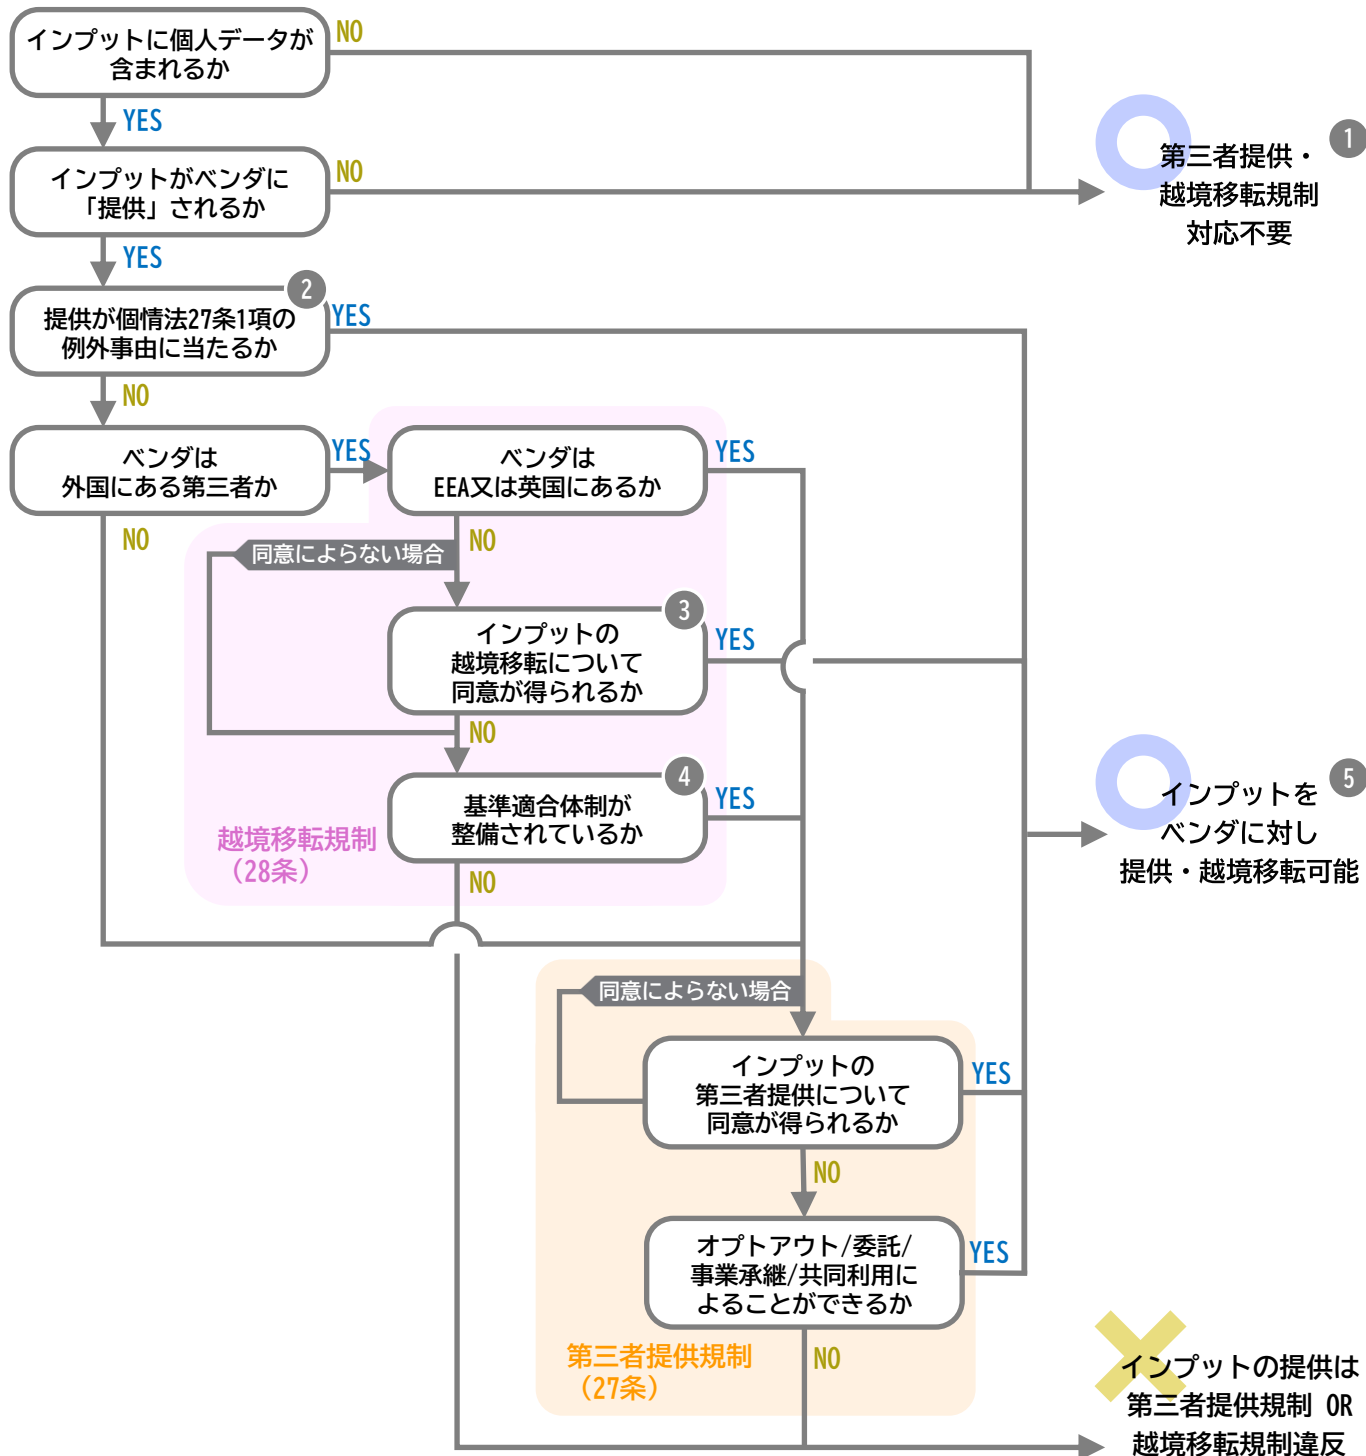 インプットに個人データが
含まれるか
NO
YES
インプットがベンダに
「提供」されるか
NO
1
第三者提供・
越境移転規制
対応不要
YES
2
提供が個情法27条1項の
例外事由に当たるか
YES
NO
ベンダは
外国にある第三者か
YES
ベンダは
EEA又は英国にあるか
YES
NO
NO
同意によらない場合
3
インプットの
越境移転について
同意が得られるか
YES
NO
4
基準適合体制が
整備されているか
YES
越境移転規制
(28条)
NO
5
インプットを
ベンダに対し
提供・越境移転可能
同意によらない場合
インプットの
第三者提供について
同意が得られるか
YES
NO
オプトアウト/委託/
事業承継/共同利用に
よることができるか
YES
第三者提供規制
(27条)
NO
インプットの提供は
第三者提供規制 OR
越境移転規制違反